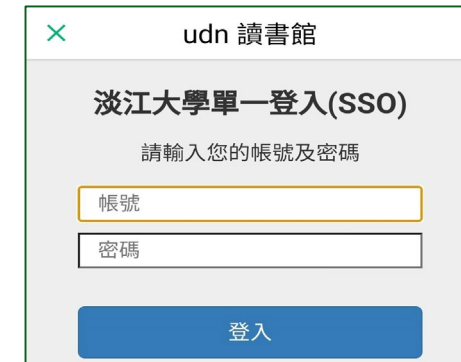 udn 讀書館
淡江大學單一登入(SSO)
請輸入您的帳號及密碼
帳號
密碼
登入